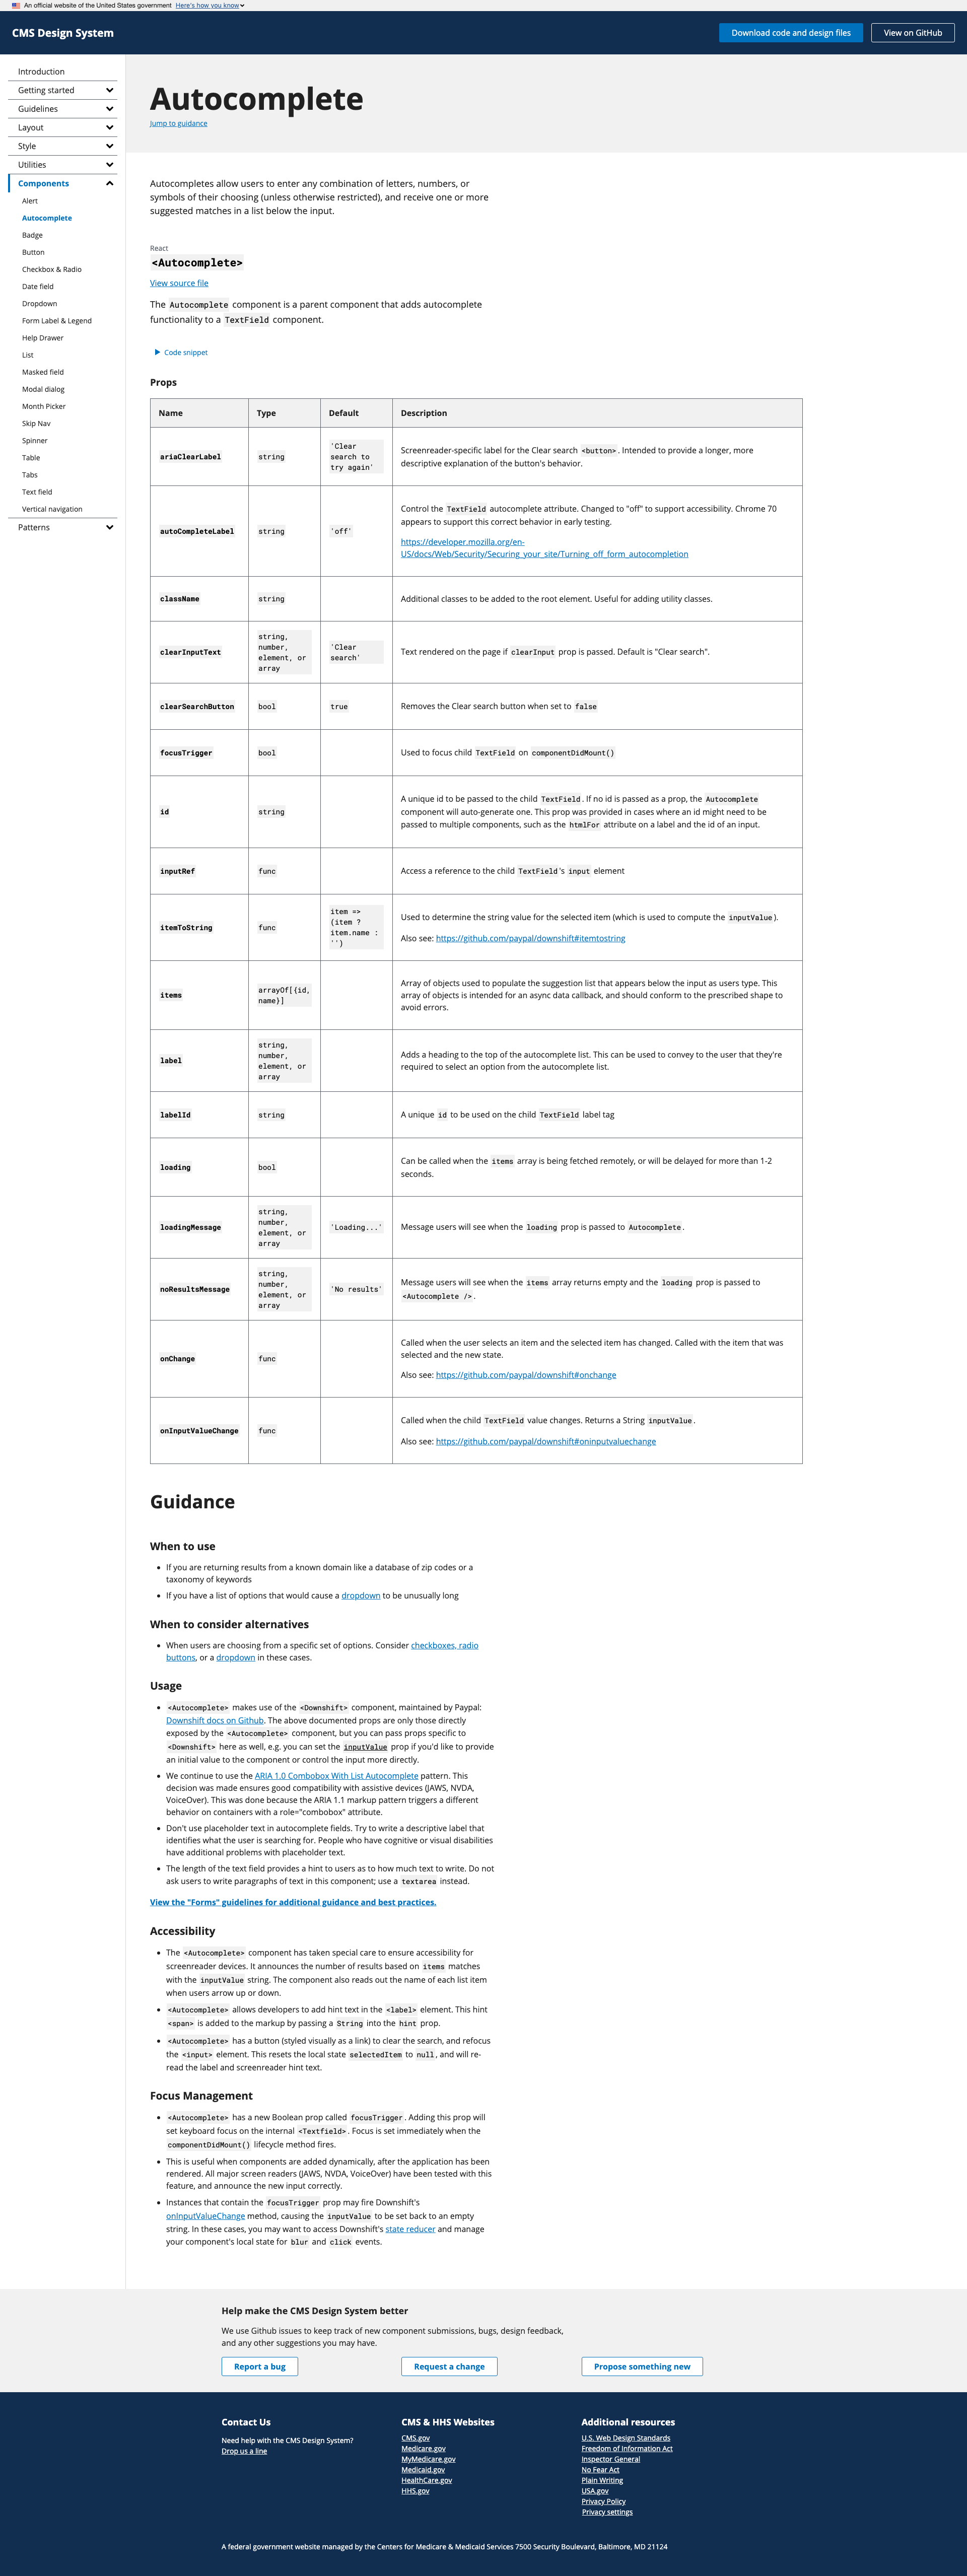 An official website of the United States government Here's how you know
CMS Design System
Download code and design files
View on GitHub
Introduction
Getting started
Guidelines
Layout
Style
Utilities
Components
Alert
Autocomplete
Badge
Button
Checkbox & Radio
Date field
Dropdown
Form Label & Legend
Help Drawer
List
Masked field
Modal dialog
Month Picker
Skip Nav
Spinner
Table
Tabs
Text field
Vertical navigation
Patterns
Autocomplete
Jump to guidance
Autocompletes allow users to enter any combination of letters, numbers, or
symbols of their choosing (unless otherwise restricted), and receive one or more
suggested matches in a list below the input.
React
<Autocomplete>
View source file
The Autocomplete component is a parent component that adds autocomplete
functionality to a TextField component.
Code snippet
Props
Name Type Default Description
ariaClearLabel
string
'Clear
search to
try again'
Screenreader-specific label for the Clear search <button>. Intended to provide a longer, more
descriptive explanation of the button's behavior.
autoCompleteLabel
string
'off'
Control the TextField autocomplete attribute. Changed to "off" to support accessibility. Chrome 70
appears to support this correct behavior in early testing.
https://developer.mozilla.org/en-
US/docs/Web/Security/Securing_your_site/Turning_off_form_autocompletion
className
string
Additional classes to be added to the root element. Useful for adding utility classes.
clearInputText
string,
number,
element, or
array
'Clear
search'
Text rendered on the page if clearInput prop is passed. Default is "Clear search".
clearSearchButton
bool
true
Removes the Clear search button when set to false
focusTrigger
bool
Used to focus child TextField on componentDidMount()
id
string
A unique id to be passed to the child TextField. If no id is passed as a prop, the Autocomplete
component will auto-generate one. This prop was provided in cases where an id might need to be
passed to multiple components, such as the htmlFor attribute on a label and the id of an input.
inputRef
func
Access a reference to the child TextField's input element
itemToString
func
item =>
(item ?
item.name :
'')
Used to determine the string value for the selected item (which is used to compute the inputValue).
Also see: https://github.com/paypal/downshift#itemtostring
items
arrayOf[{id,
name}]
Array of objects used to populate the suggestion list that appears below the input as users type. This
array of objects is intended for an async data callback, and should conform to the prescribed shape to
avoid errors.
label
string,
number,
element, or
array
Adds a heading to the top of the autocomplete list. This can be used to convey to the user that they're
required to select an option from the autocomplete list.
labelId
string
A unique id to be used on the child TextField label tag
loading
bool
Can be called when the items array is being fetched remotely, or will be delayed for more than 1-2
seconds.
loadingMessage
string,
number,
element, or
array
'Loading...'
Message users will see when the loading prop is passed to Autocomplete.
noResultsMessage
string,
number,
element, or
array
'No results'
Message users will see when the items array returns empty and the loading prop is passed to
<Autocomplete />.
onChange
func
Called when the user selects an item and the selected item has changed. Called with the item that was
selected and the new state.
Also see: https://github.com/paypal/downshift#onchange
onInputValueChange
func
Called when the child TextField value changes. Returns a String inputValue.
Also see: https://github.com/paypal/downshift#oninputvaluechange
Guidance
When to use
• If you are returning results from a known domain like a database of zip codes or a
taxonomy of keywords
• If you have a list of options that would cause a dropdown to be unusually long
When to consider alternatives
• When users are choosing from a specific set of options. Consider checkboxes, radio
buttons, or a dropdown in these cases.
Usage
• <Autocomplete> makes use of the <Downshift> component, maintained by Paypal:
Downshift docs on Github. The above documented props are only those directly
exposed by the <Autocomplete> component, but you can pass props specific to
<Downshift> here as well, e.g. you can set the inputValue prop if you'd like to provide
an initial value to the component or control the input more directly.
• We continue to use the ARIA 1.0 Combobox With List Autocomplete pattern. This
decision was made ensures good compatibility with assistive devices (JAWS, NVDA,
VoiceOver). This was done because the ARIA 1.1 markup pattern triggers a different
behavior on containers with a role="combobox" attribute.
• Don't use placeholder text in autocomplete fields. Try to write a descriptive label that
identifies what the user is searching for. People who have cognitive or visual disabilities
have additional problems with placeholder text.
• The length of the text field provides a hint to users as to how much text to write. Do not
ask users to write paragraphs of text in this component; use a textarea instead.
View the "Forms" guidelines for additional guidance and best practices.
Accessibility
• The <Autocomplete> component has taken special care to ensure accessibility for
screenreader devices. It announces the number of results based on items matches
with the inputValue string. The component also reads out the name of each list item
when users arrow up or down.
• <Autocomplete> allows developers to add hint text in the <label> element. This hint
<span> is added to the markup by passing a String into the hint prop.
• <Autocomplete> has a button (styled visually as a link) to clear the search, and refocus
the <input> element. This resets the local state selectedItem to null, and will re-
read the label and screenreader hint text.
Focus Management
• <Autocomplete> has a new Boolean prop called focusTrigger. Adding this prop will
set keyboard focus on the internal <Textfield>. Focus is set immediately when the
componentDidMount() lifecycle method fires.
• This is useful when components are added dynamically, after the application has been
rendered. All major screen readers (JAWS, NVDA, VoiceOver) have been tested with this
feature, and announce the new input correctly.
• Instances that contain the focusTrigger prop may fire Downshift's
onInputValueChange method, causing the inputValue to be set back to an empty
string. In these cases, you may want to access Downshift's state reducer and manage
your component's local state for blur and click events.
Help make the CMS Design System better
We use Github issues to keep track of new component submissions, bugs, design feedback,
and any other suggestions you may have.
Report a bug
Request a change
Propose something new
Contact Us
Need help with the CMS Design System?
Drop us a line
CMS & HHS Websites
CMS.gov
Medicare.gov
MyMedicare.gov
Medicaid.gov
HealthCare.gov
HHS.gov
Additional resources
U.S. Web Design Standards
Freedom of Information Act
Inspector General
No Fear Act
Plain Writing
USA.gov
Privacy Policy
Privacy settings
A federal government website managed by the Centers for Medicare & Medicaid Services 7500 Security Boulevard, Baltimore, MD 21124